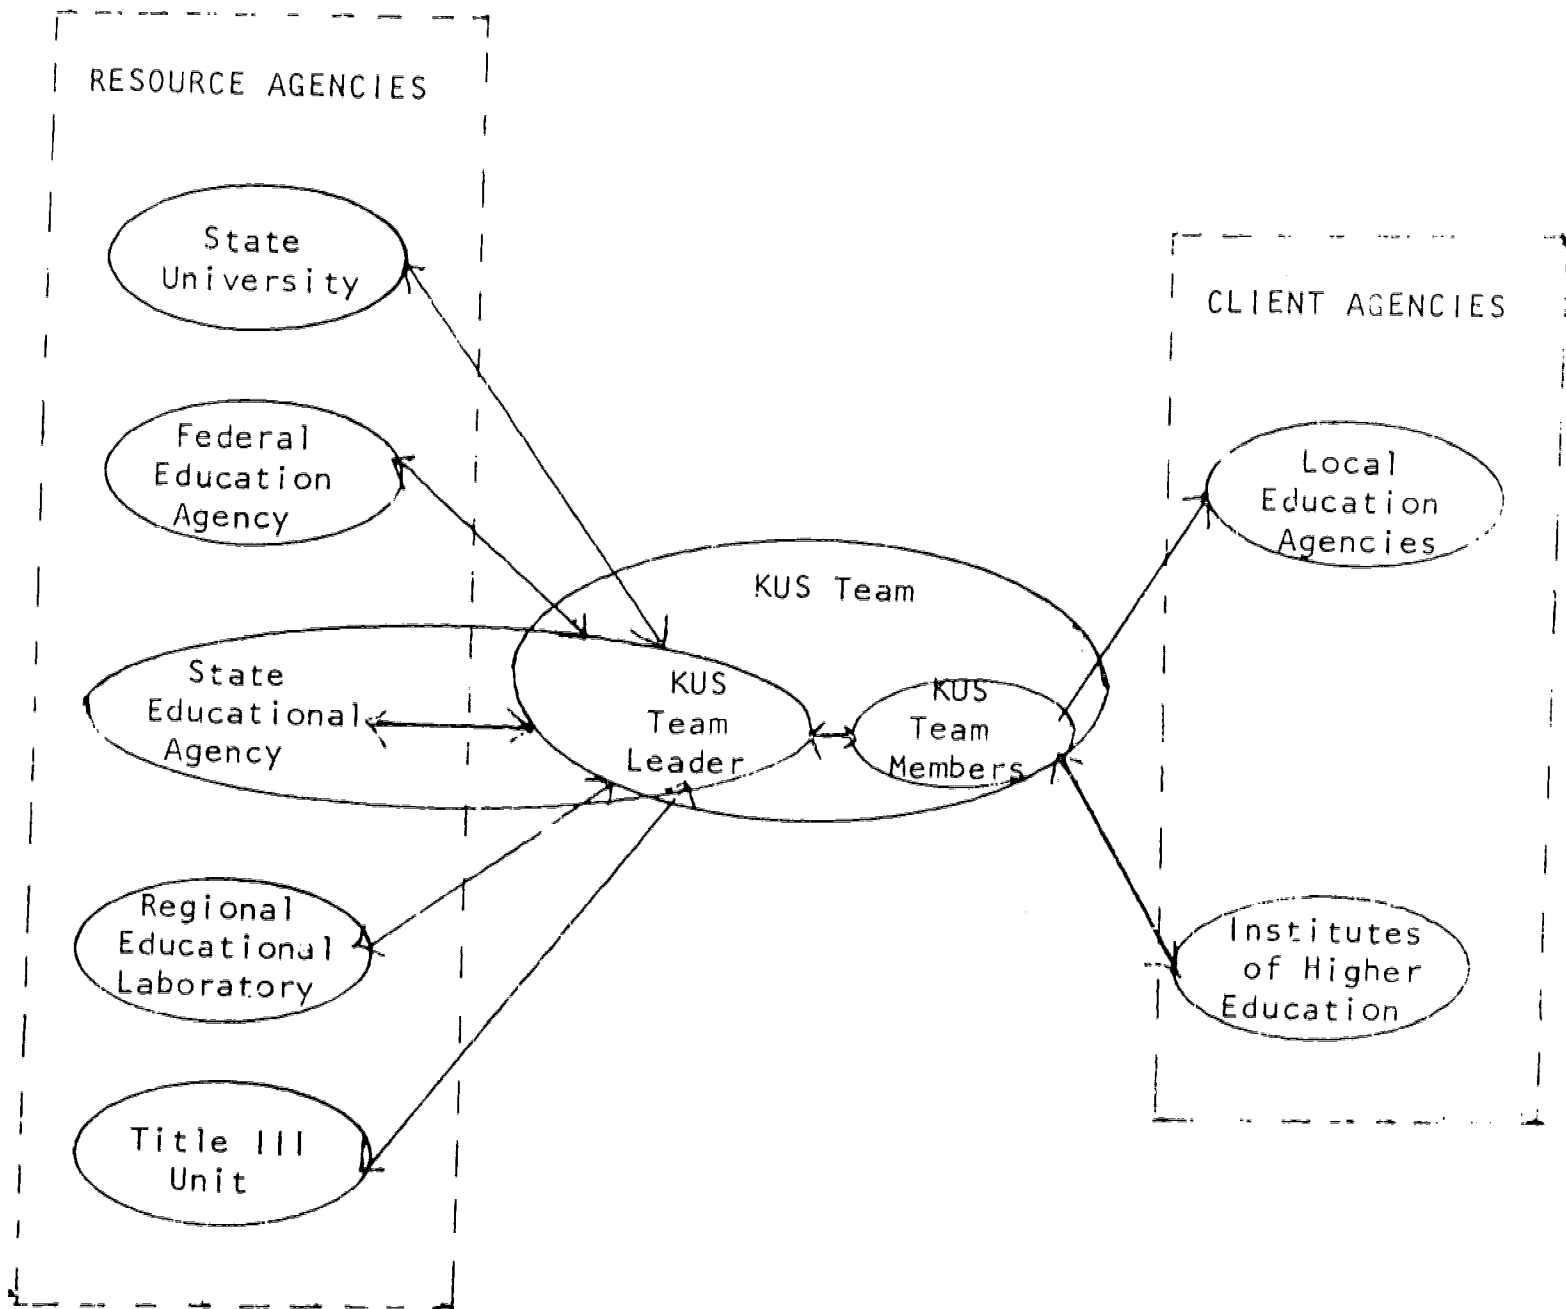 RESOURCE AGENCIES
State
University
Federal
Education
Agency
State
Educational
Agency
Regional
Educational
Laboratory
Title III
Unit
KUS Team
KUS
Team
Leader
KUS
Team
Members
CLIENT AGENCIES
Local
Education
Agencies
Institutes
of Higher
Education